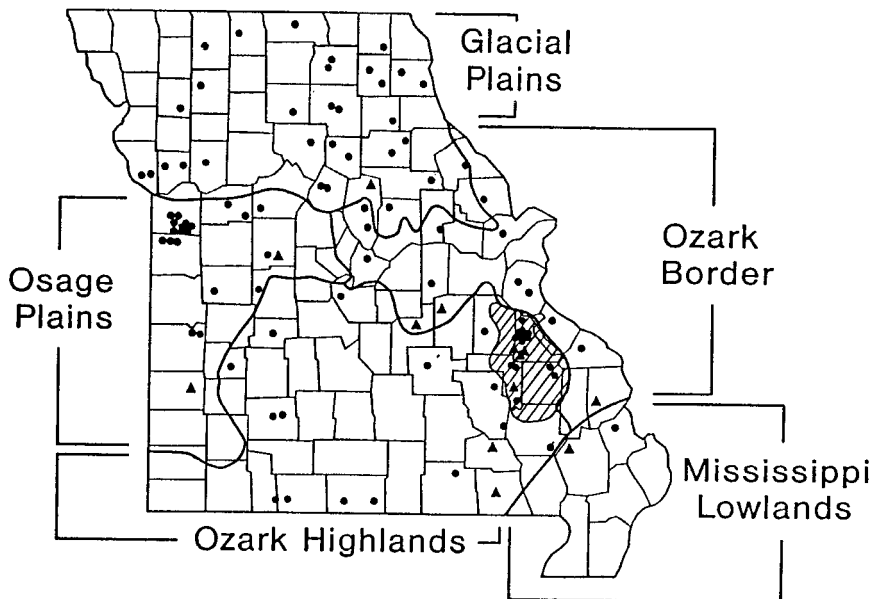 Glacial
Plains
Ozark
Border
Osage
Plains
Mississippi
Lowlands
Ozark Highlands